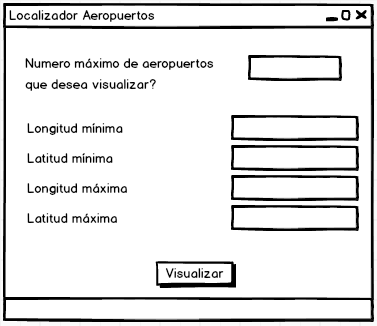 Localizador Aeropuertos
Numero máximo de aeropuertos
que desea visualizar?
Longitud mínima
Latitud mínima
Longitud máxima
Latitud máxima
Visualizar